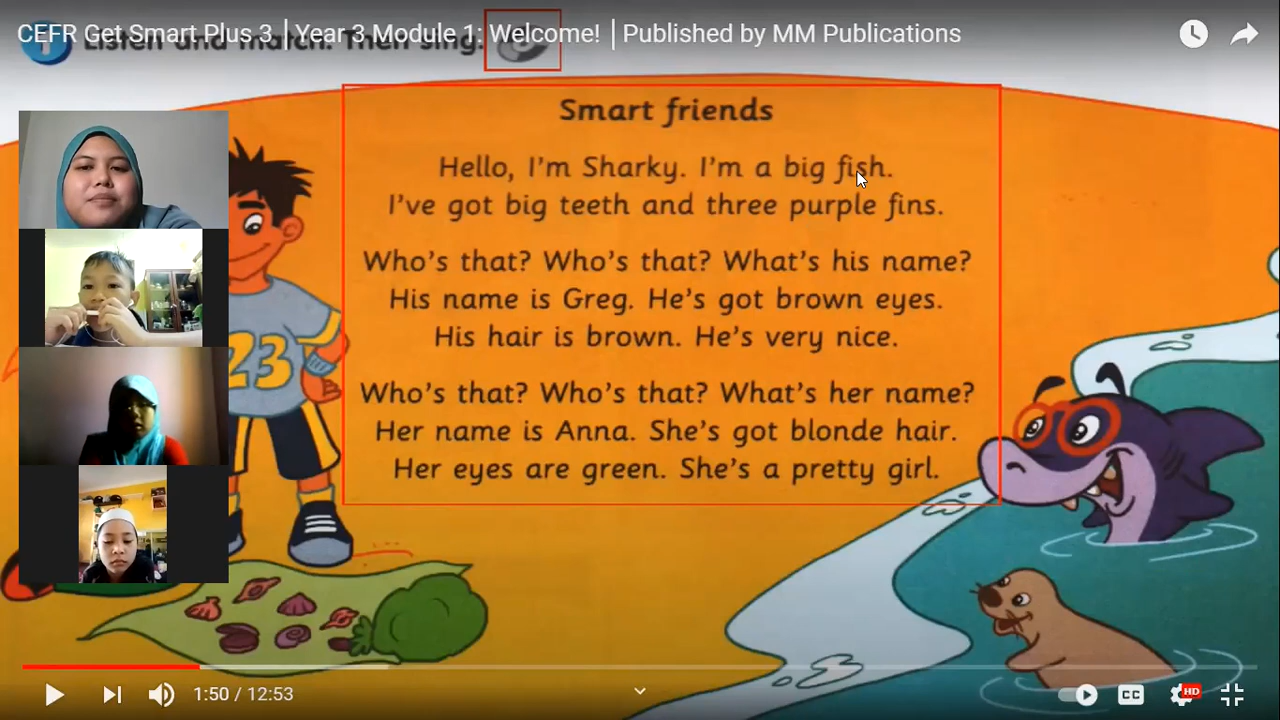 CEFR Get Smart Plus 3 | Year 3 Module 1: Welcome! | Published by MM Publications
1 Listen and match. Then sing.
Smart friends
Hello, I'm Sharky. I'm a big fish.
I've got big teeth and three purple fins.
Who's that? Who's that? What's his name?
His name is Greg. He's got brown eyes.
His hair is brown. He's very nice.
Who's that? Who's that? What's her name?
Her name is Anna. She's got blonde hair.
Her eyes are green. She's a pretty girl.
23
1:50 / 12:53
CC
HD